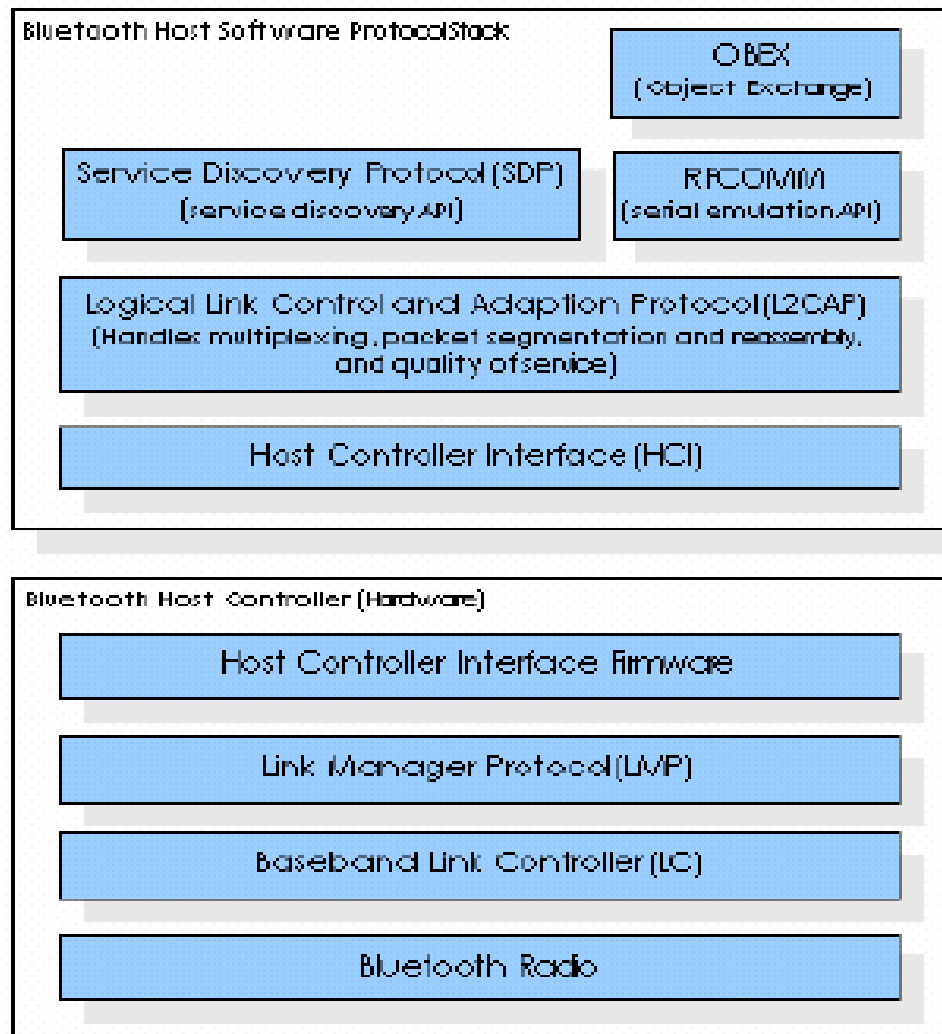 Bluetooth Host Software Protocol Stack
OBEX
(Object Exchange)
Service Discovery Protocol (SDP)
(service discovery API)
RFCOMM
(serial emulation API)
Logical Link Control and Adaption Protocol (L2CAP)
(Handles multiplexing, packet segmentation and reassembly,
and quality of service)
Host Controller Interface (HCI)
Bluetooth Host Controller (Hardware)
Host Controller Interface Firmware
Link Manager Protocol (LMP)
Baseband Link Controller (LC)
Bluetooth Radio